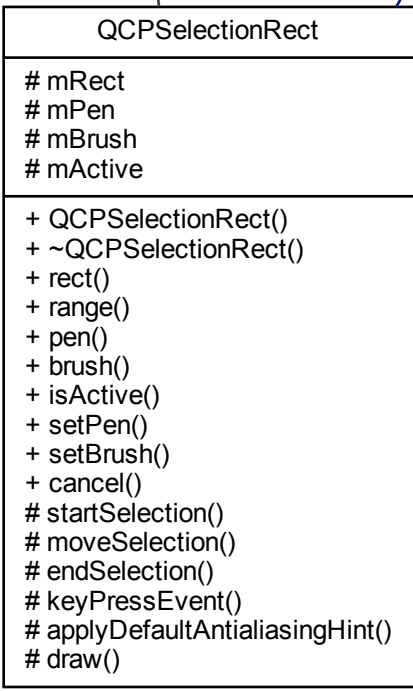 QCPSelectionRect
# mRect
# mPen
# mBrush
# mActive
+ QCPSelectionRect()
+ ~QCPSelectionRect()
+ rect()
+ range()
+ pen()
+ brush()
+ isActive()
+ setPen()
+ setBrush()
+ cancel()
# startSelection()
# moveSelection()
# endSelection()
# keyPressEvent()
# applyDefaultAntialiasingHint()
# draw()